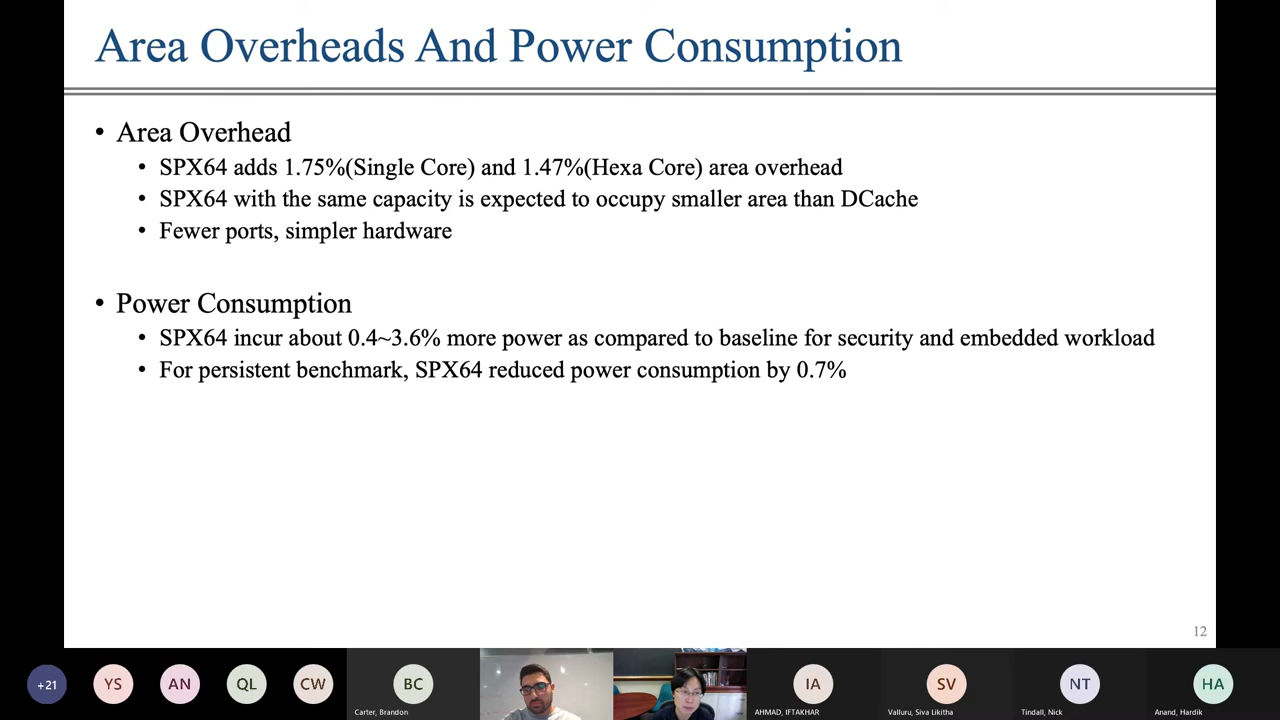 Area Overheads And Power Consumption
• Area Overhead
• SPX64 adds 1.75%(Single Core) and 1.47%(Hexa Core) area overhead
• SPX64 with the same capacity is expected to occupy smaller area than DCache
• Fewer ports, simpler hardware
• Power Consumption
• SPX64 incur about 0.4~3.6% more power as compared to baseline for security and embedded workload
• For persistent benchmark, SPX64 reduced power consumption by 0.7%
12
+21 YS AN QL CW BC IA SV NT HA
Carter, Brandon AHMAD, IFTAKHAR Valluru, Siva Likitha Tindall, Nick Anand, Hardik